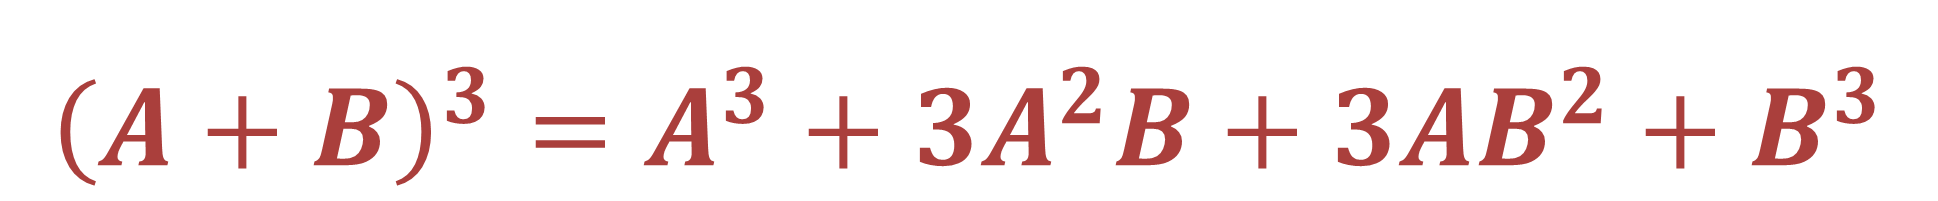 (A + B)³ = A³ + 3A²B + 3AB² + B³